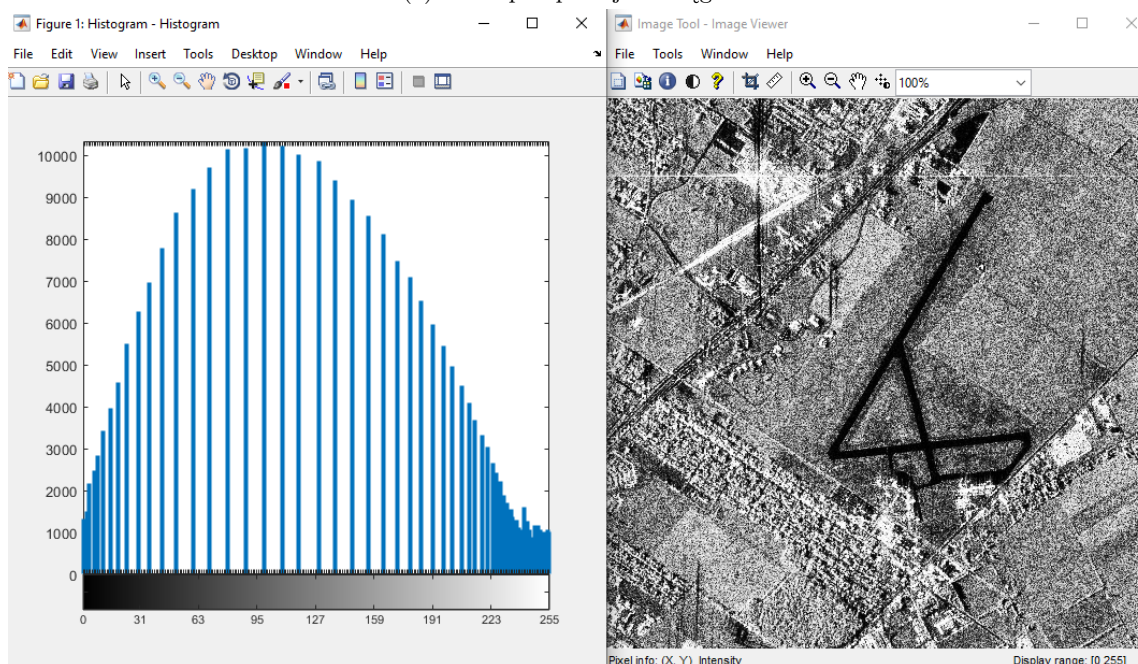 Figure 1: Histogram - Histogram
File Edit View Insert Tools Desktop Window Help
10000
9000
8000
7000
6000
5000
4000
3000
2000
1000
0
0 31 63 95 127 159 191 223 255
Image Tool - Image Viewer
File Tools Window Help
100%
Pixel info: (X, Y) Intensity
Display range: [0 255]